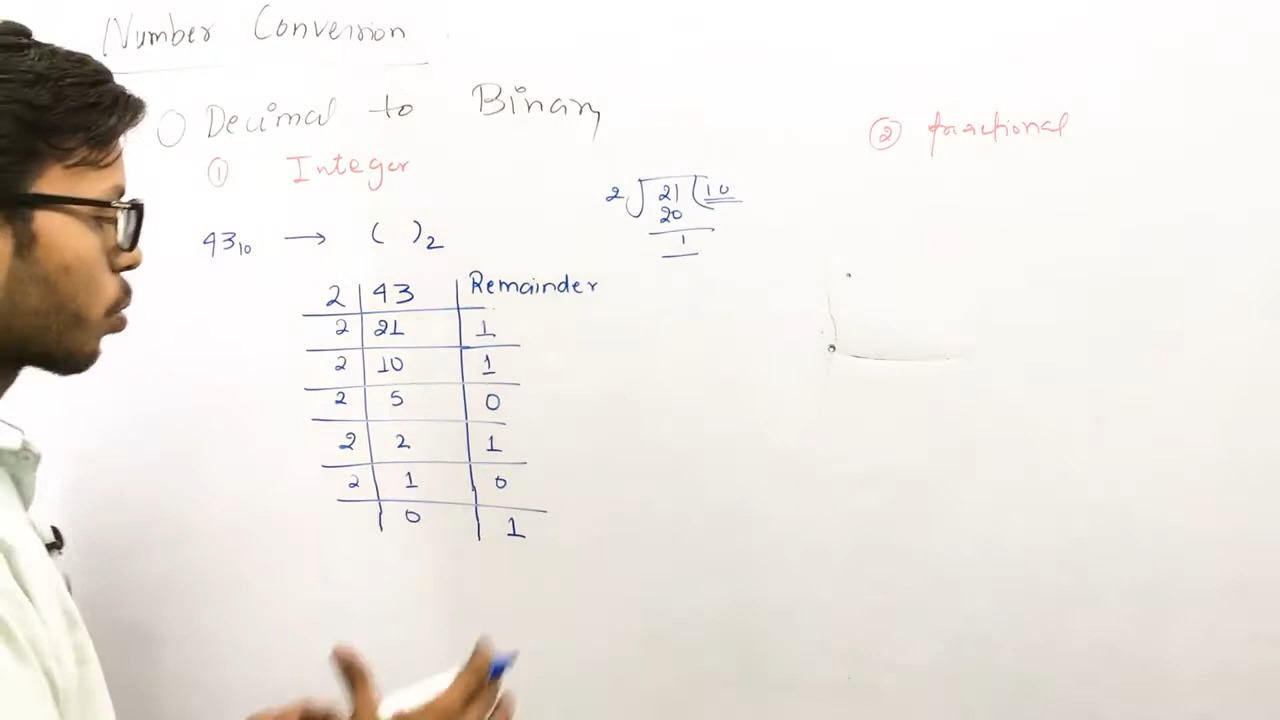 Number Conversion
Decimal to Binary
① Integer
43₁₀ → ( )₂
2 | 43 | Remainder
2 | 21 | 1
2 | 10 | 1
2 | 5 | 0
2 | 2 | 1
2 | 1 | 0
0 | 1
2 ) 21 ( 10
20
1
② fractional